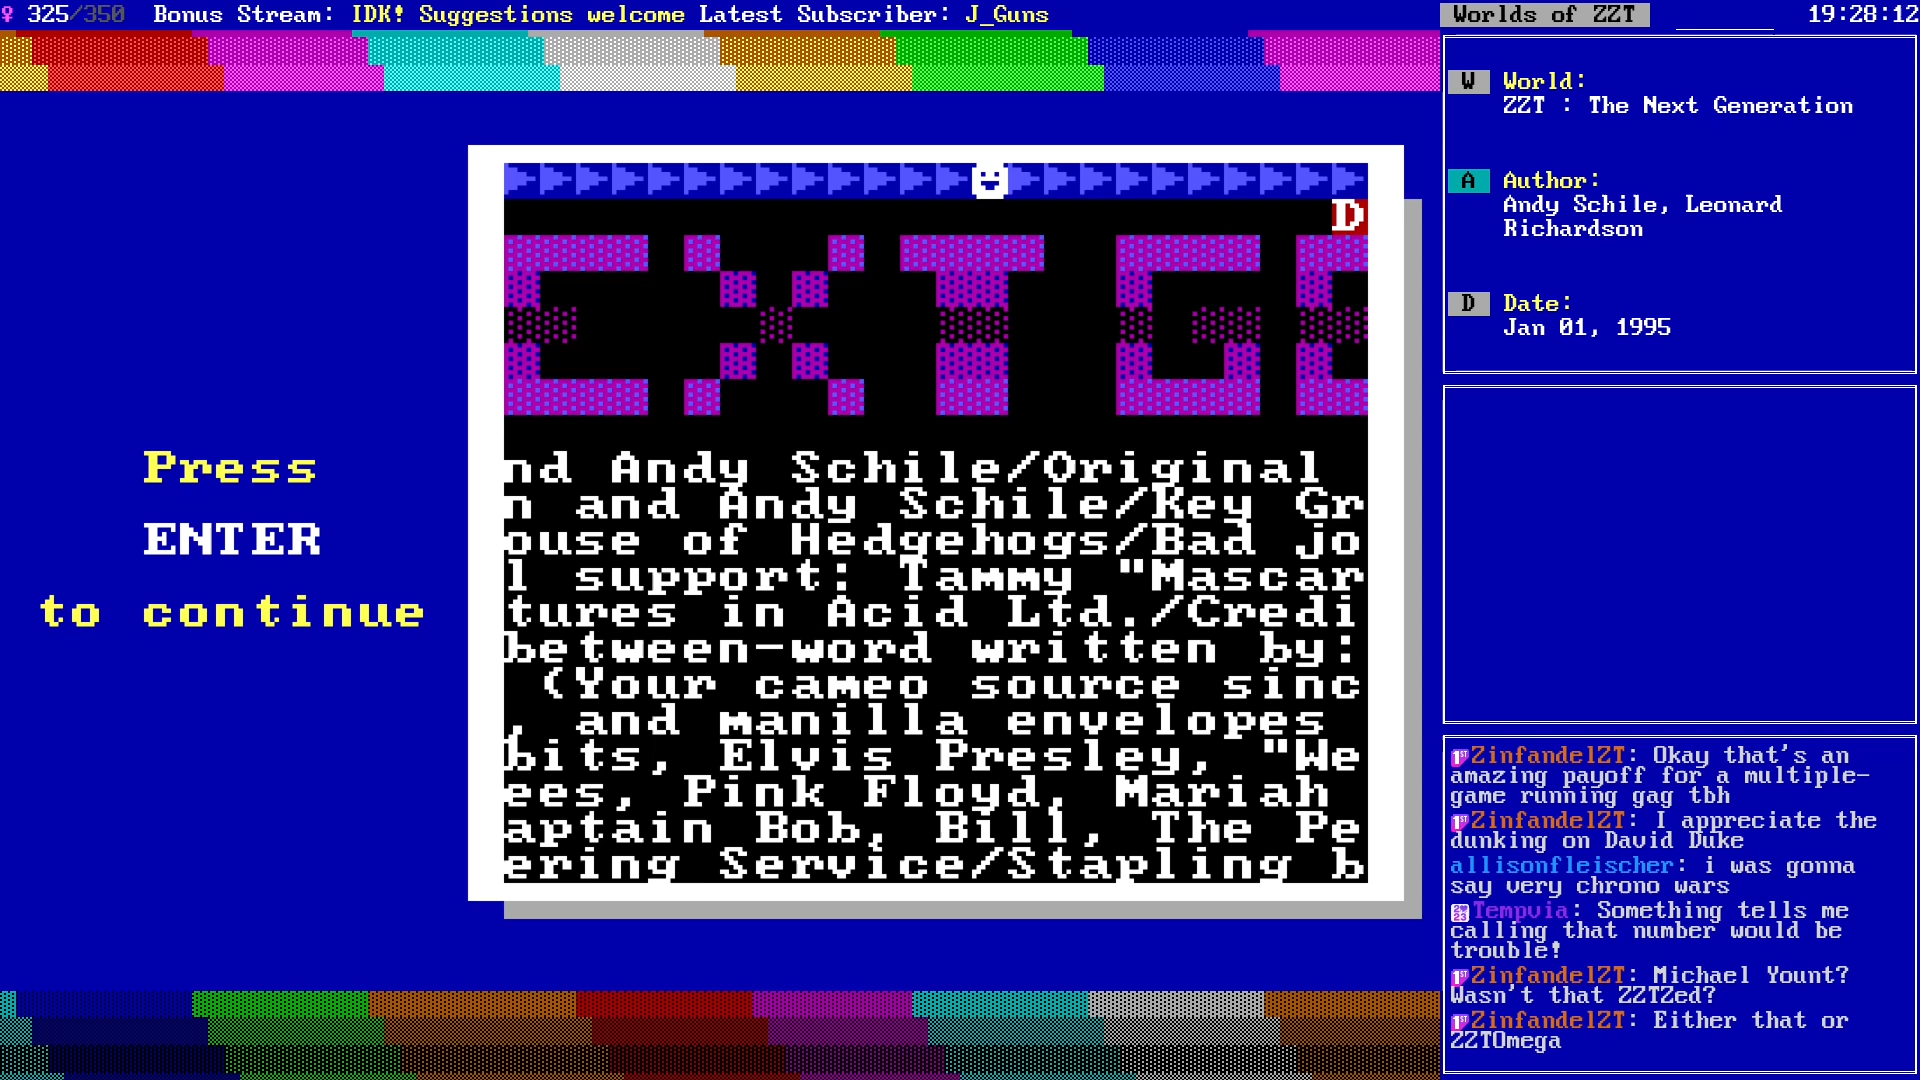 ♀ 325/350 Bonus Stream: IDK! Suggestions welcome Latest Subscriber: J_Guns
Worlds of ZZT
19:28:12
W World:
ZZT : The Next Generation
A Author:
Andy Schile, Leonard
Richardson
D Date:
Jan 01, 1995
Press
ENTER
to continue
D
nd Andy Schile/Original
n and Andy Schile/Key Gr
ouse of Hedgehogs/Bad jo
l support: Tammy "Mascar
tures in Acid Ltd./Credi
between-word written by:
(Your cameo source sinc
, and manilla envelopes
bits, Elvis Presley, "We
ees, Pink Floyd, Mariah
aptain Bob, Bill, The Pe
ering Service/Stapling b
ZinfandelZT: Okay that's an
amazing payoff for a multiple-
game running gag tbh
ZinfandelZT: I appreciate the
dunking on David Duke
allisonfleischer: i was gonna
say very chrono wars
Tempvia: Something tells me
calling that number would be
trouble!
ZinfandelZT: Michael Yount?
Wasn't that ZZTZed?
ZinfandelZT: Either that or
ZZTOmega